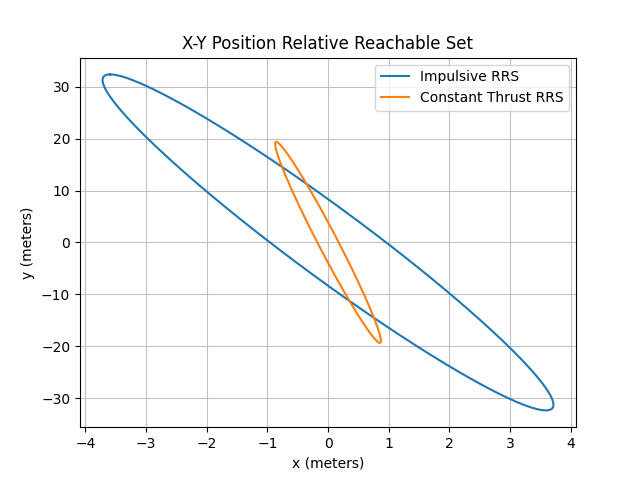 X-Y Position Relative Reachable Set
Impulsive RRS
Constant Thrust RRS
y (meters)
30
20
10
0
−10
−20
−30
−4 −3 −2 −1 0 1 2 3 4
x (meters)